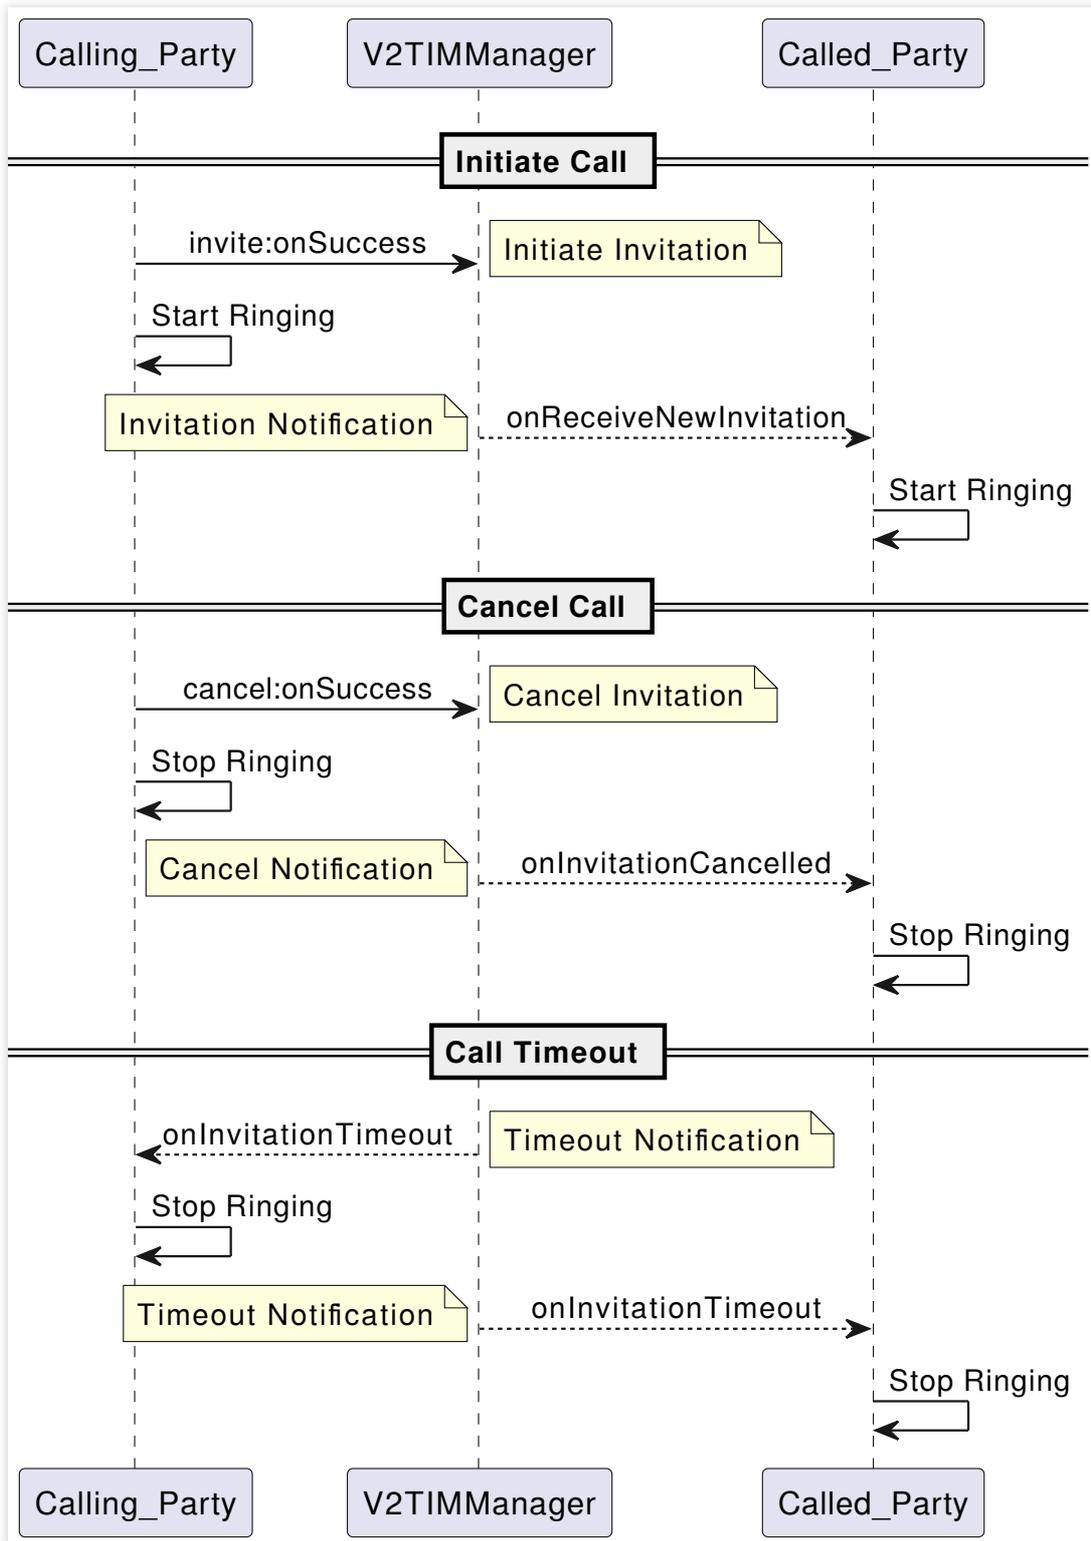 Calling_Party
V2TIMManager
Called_Party
Initiate Call
invite:onSuccess
Initiate Invitation
Start Ringing
Invitation Notification
onReceiveNewInvitation
Start Ringing
Cancel Call
cancel:onSuccess
Cancel Invitation
Stop Ringing
Cancel Notification
onInvitationCancelled
Stop Ringing
Call Timeout
onInvitationTimeout
Timeout Notification
Stop Ringing
Timeout Notification
onInvitationTimeout
Stop Ringing
Calling_Party
V2TIMManager
Called_Party